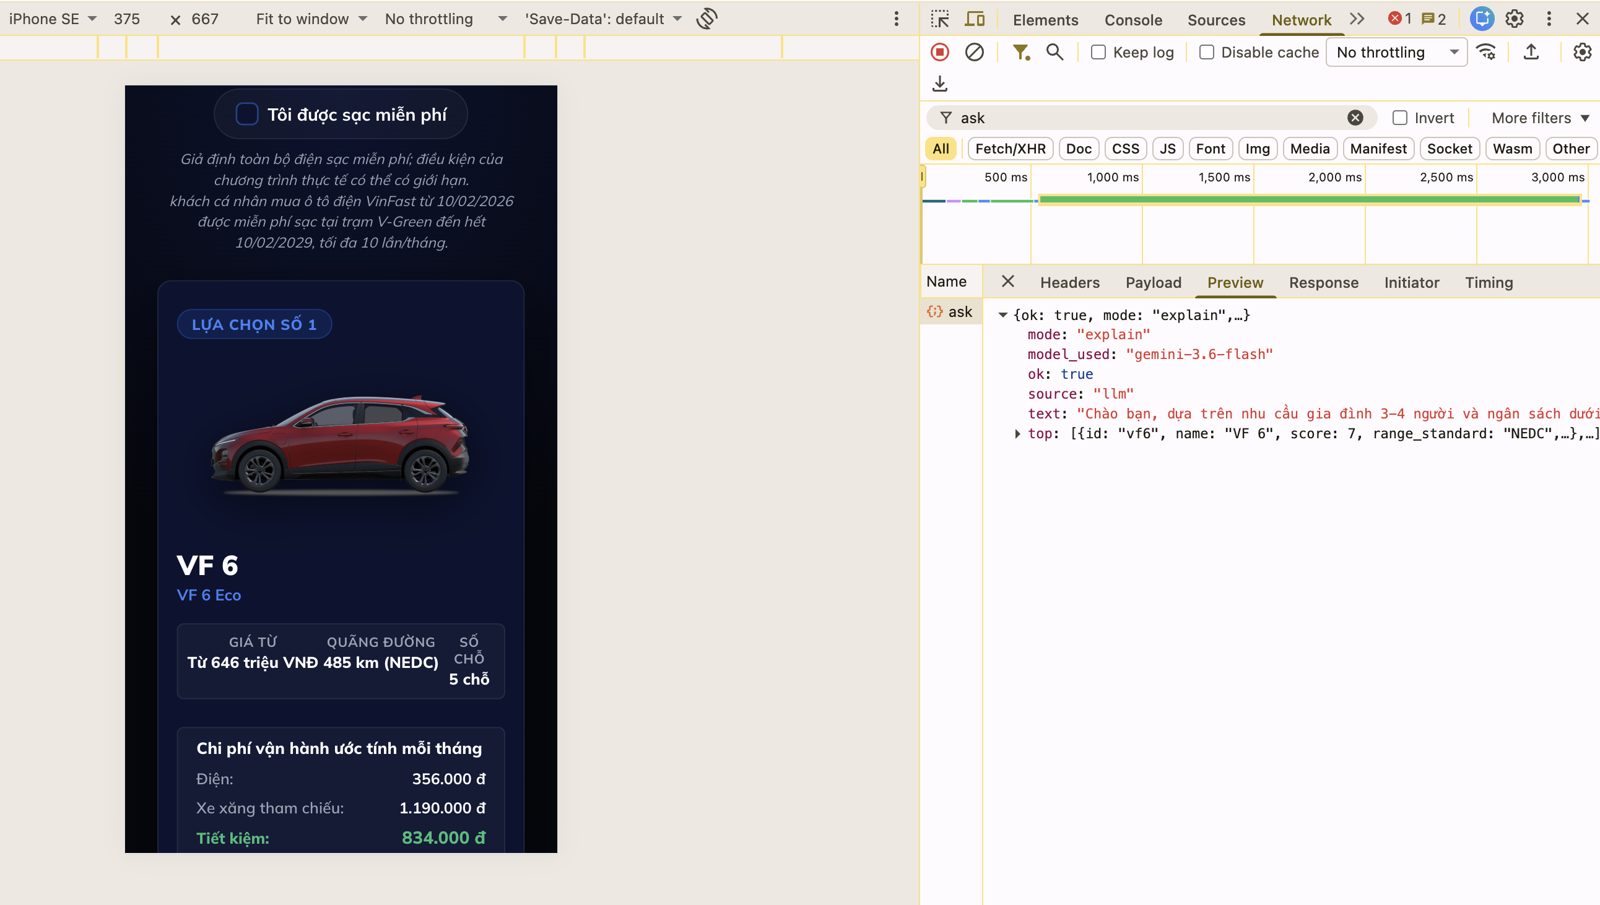 iPhone SE 375 × 667 Fit to window No throttling 'Save-Data': default
Tôi được sạc miễn phí
Giả định toàn bộ điện sạc miễn phí; điều kiện của
chương trình thực tế có thể có giới hạn.
khách cá nhân mua ô tô điện VinFast từ 10/02/2026
được miễn phí sạc tại trạm V-Green đến hết
10/02/2029, tối đa 10 lần/tháng.
LỰA CHỌN SỐ 1
VF 6
VF 6 Eco
GIÁ TỪ
Từ 646 triệu VNĐ
QUÃNG ĐƯỜNG
485 km (NEDC)
SỐ
CHỖ
5 chỗ
Chi phí vận hành ước tính mỗi tháng
Điện: 356.000 đ
Xe xăng tham chiếu: 1.190.000 đ
Tiết kiệm: 834.000 đ
Elements Console Sources Network 1 2
Keep log Disable cache No throttling
ask Invert More filters
All Fetch/XHR Doc CSS JS Font Img Media Manifest Socket Wasm Other
500 ms 1,000 ms 1,500 ms 2,000 ms 2,500 ms 3,000 ms
Name Headers Payload Preview Response Initiator Timing
ask
{ok: true, mode: "explain",…}
mode: "explain"
model_used: "gemini-3.6-flash"
ok: true
source: "llm"
text: "Chào bạn, dựa trên nhu cầu gia đình 3-4 người và ngân sách dưới
top: [{id: "vf6", name: "VF 6", score: 7, range_standard: "NEDC",…},…]